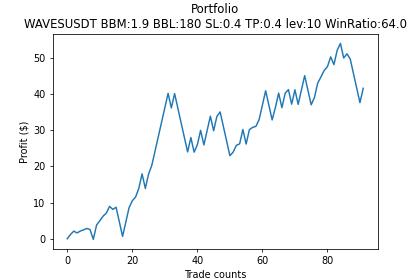 Portfolio
WAVESUSDT BBM:1.9 BBL:180 SL:0.4 TP:0.4 lev:10 WinRatio:64.0
Profit ($)
50
40
30
20
10
0
0 20 40 60 80
Trade counts